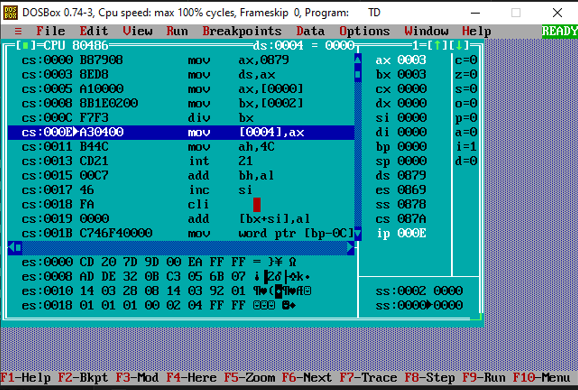 DOSBox 0.74-3, Cpu speed: max 100% cycles, Frameskip 0, Program: TD
≡ File Edit View Run Breakpoints Data Options Window Help READY
[■]=CPU 80486 ds:0004 = 0000 1=[↑][↓]
cs:0000 B87908 mov ax,0879 ax 0003 c=0
cs:0003 8ED8 mov ds,ax bx 0003 z=0
cs:0005 A10000 mov ax,[0000] cx 0000 s=0
cs:0008 8B1E0200 mov bx,[0002] dx 0000 o=0
cs:000C F7F3 div bx si 0000 p=0
cs:000E►A30400 mov [0004],ax di 0000 a=0
cs:0011 B44C mov ah,4C bp 0000 i=1
cs:0013 CD21 int 21 sp 0000 d=0
cs:0015 00C7 add bh,al ds 0879
cs:0017 46 inc si es 0869
cs:0018 FA cli ss 0878
cs:0019 0000 add [bx+si],al cs 087A
cs:001B C746F40000 mov word ptr [bp-0C] ip 000E
es:0000 CD 20 7D 9D 00 EA FF FF
es:0008 AD DE 32 0B C3 05 6B 07
es:0010 14 03 28 08 14 03 92 01
es:0018 01 01 01 00 02 04 FF FF
ss:0002 0000
ss:0000►0000
F1-Help F2-Bkpt F3-Mod F4-Here F5-Zoom F6-Next F7-Trace F8-Step F9-Run F10-Menu